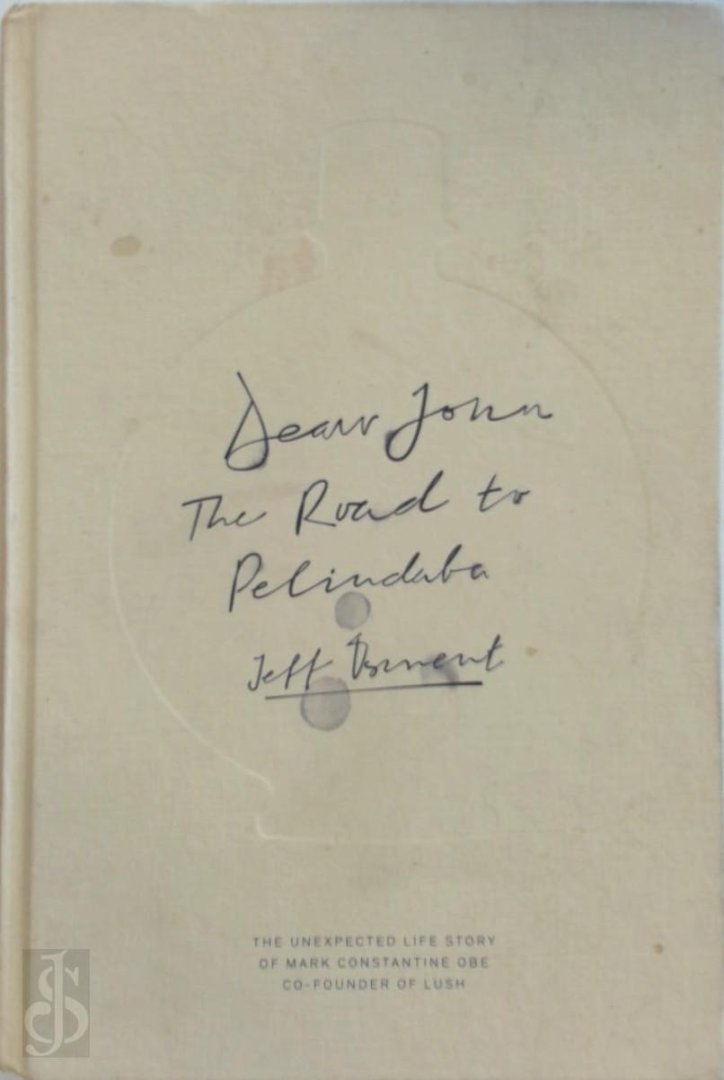 Dear John
The Road to
Pelindaba
Jeff Osment
THE UNEXPECTED LIFE STORY
OF MARK CONSTANTINE OBE
CO-FOUNDER OF LUSH